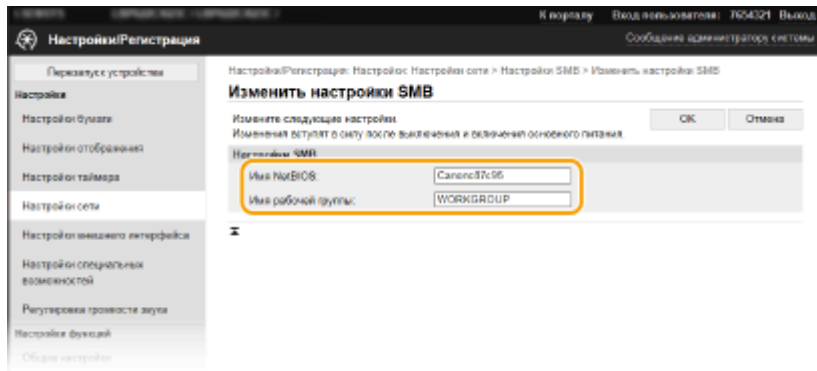 К порталу Вход пользователя: 7654321 Выход
Настройки/Регистрация
Сообщение администратору системы
Перезапуск устройства
Настройки
Настройки бумаги
Настройки отображения
Настройки таймера
Настройки сети
Настройки внешнего интерфейса
Настройки специальных
возможностей
Регулировка громкости звука
Настройки функций
Общие настройки
Настройки/Регистрация: Настройки: Настройки сети > Настройки SMB > Изменить настройки SMB
Изменить настройки SMB
Измените следующие настройки.
Изменения вступят в силу после выключения и включения основного питания.
OK Отмена
Настройки SMB
Имя NetBIOS:
Имя рабочей группы: WORKGROUP